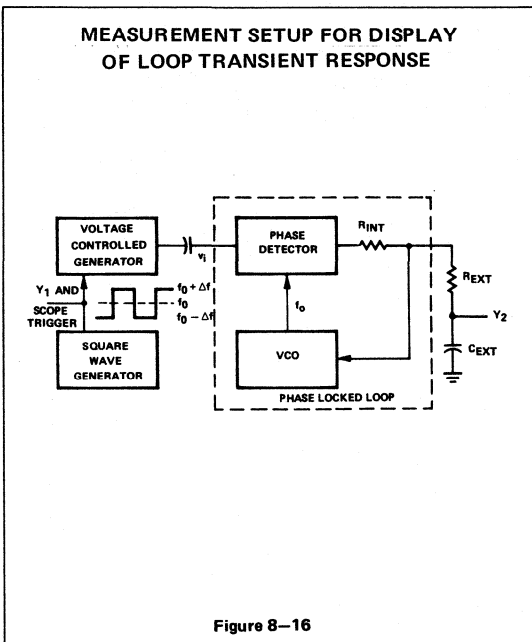 MEASUREMENT SETUP FOR DISPLAY
OF LOOP TRANSIENT RESPONSE
VOLTAGE
CONTROLLED
GENERATOR
vi
PHASE
DETECTOR
RINT
REXT
Y1 AND
SCOPE
TRIGGER
f0 + Δf
f0
f0 – Δf
fo
Y2
SQUARE
WAVE
GENERATOR
VCO
CEXT
PHASE LOCKED LOOP
Figure 8–16